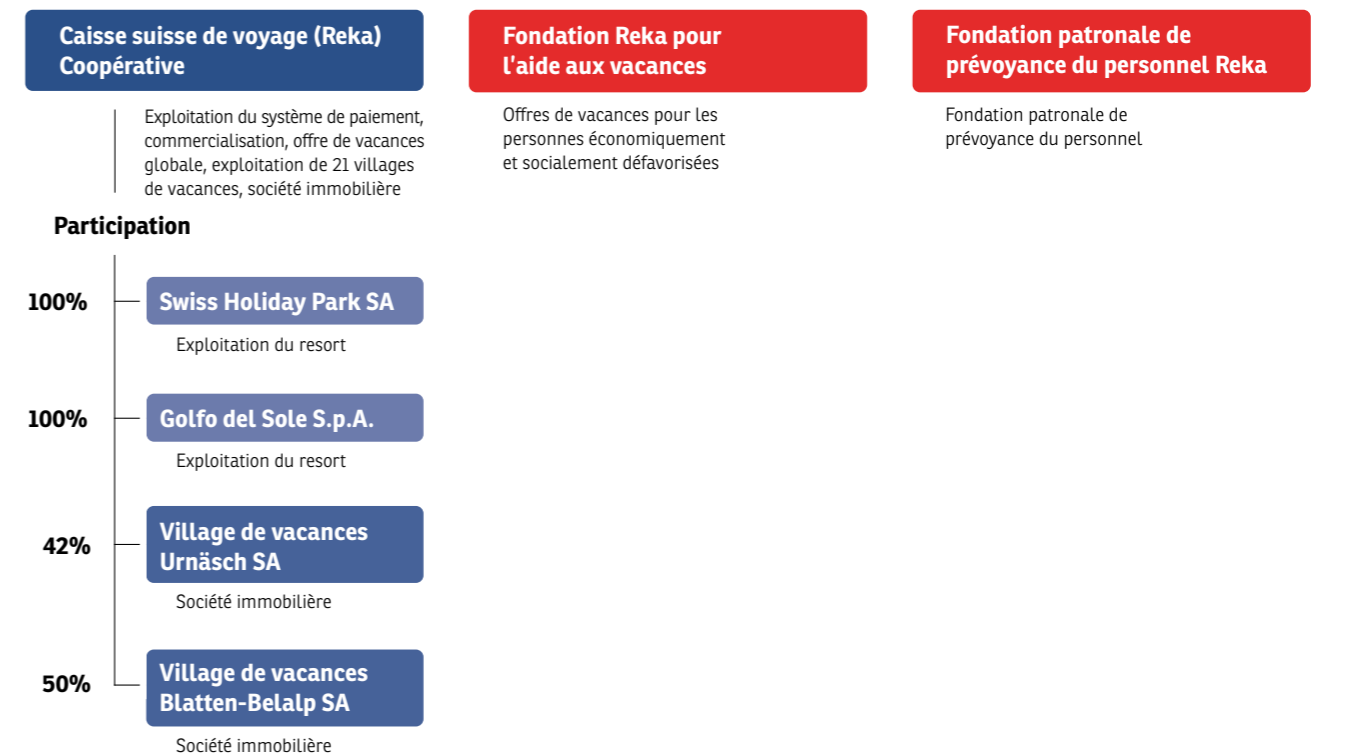 Caisse suisse de voyage (Reka)
Coopérative
Exploitation du système de paiement,
commercialisation, offre de vacances
globale, exploitation de 21 villages
de vacances, société immobilière
Fondation Reka pour
l'aide aux vacances
Offres de vacances pour les
personnes économiquement
et socialement défavorisées
Fondation patronale de
prévoyance du personnel Reka
Fondation patronale de
prévoyance du personnel
Participation
100%
Swiss Holiday Park SA
Exploitation du resort
100%
Golfo del Sole S.p.A.
Exploitation du resort
42%
Village de vacances
Urnäsch SA
Société immobilière
50%
Village de vacances
Blatten-Belalp SA
Société immobilière